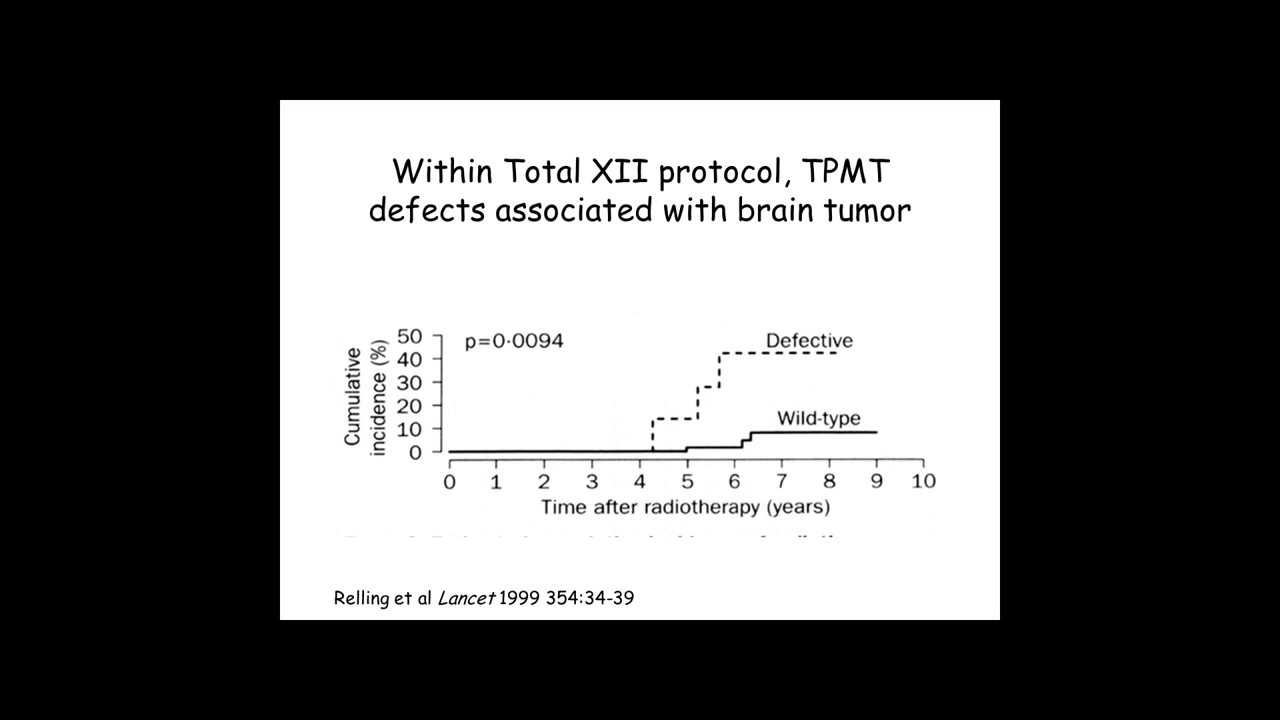 Within Total XII protocol, TPMT
defects associated with brain tumor
Cumulative
incidence (%)
50
40
30
20
10
0
p=0·0094
Defective
Wild-type
0 1 2 3 4 5 6 7 8 9 10
Time after radiotherapy (years)
Relling et al Lancet 1999 354:34-39